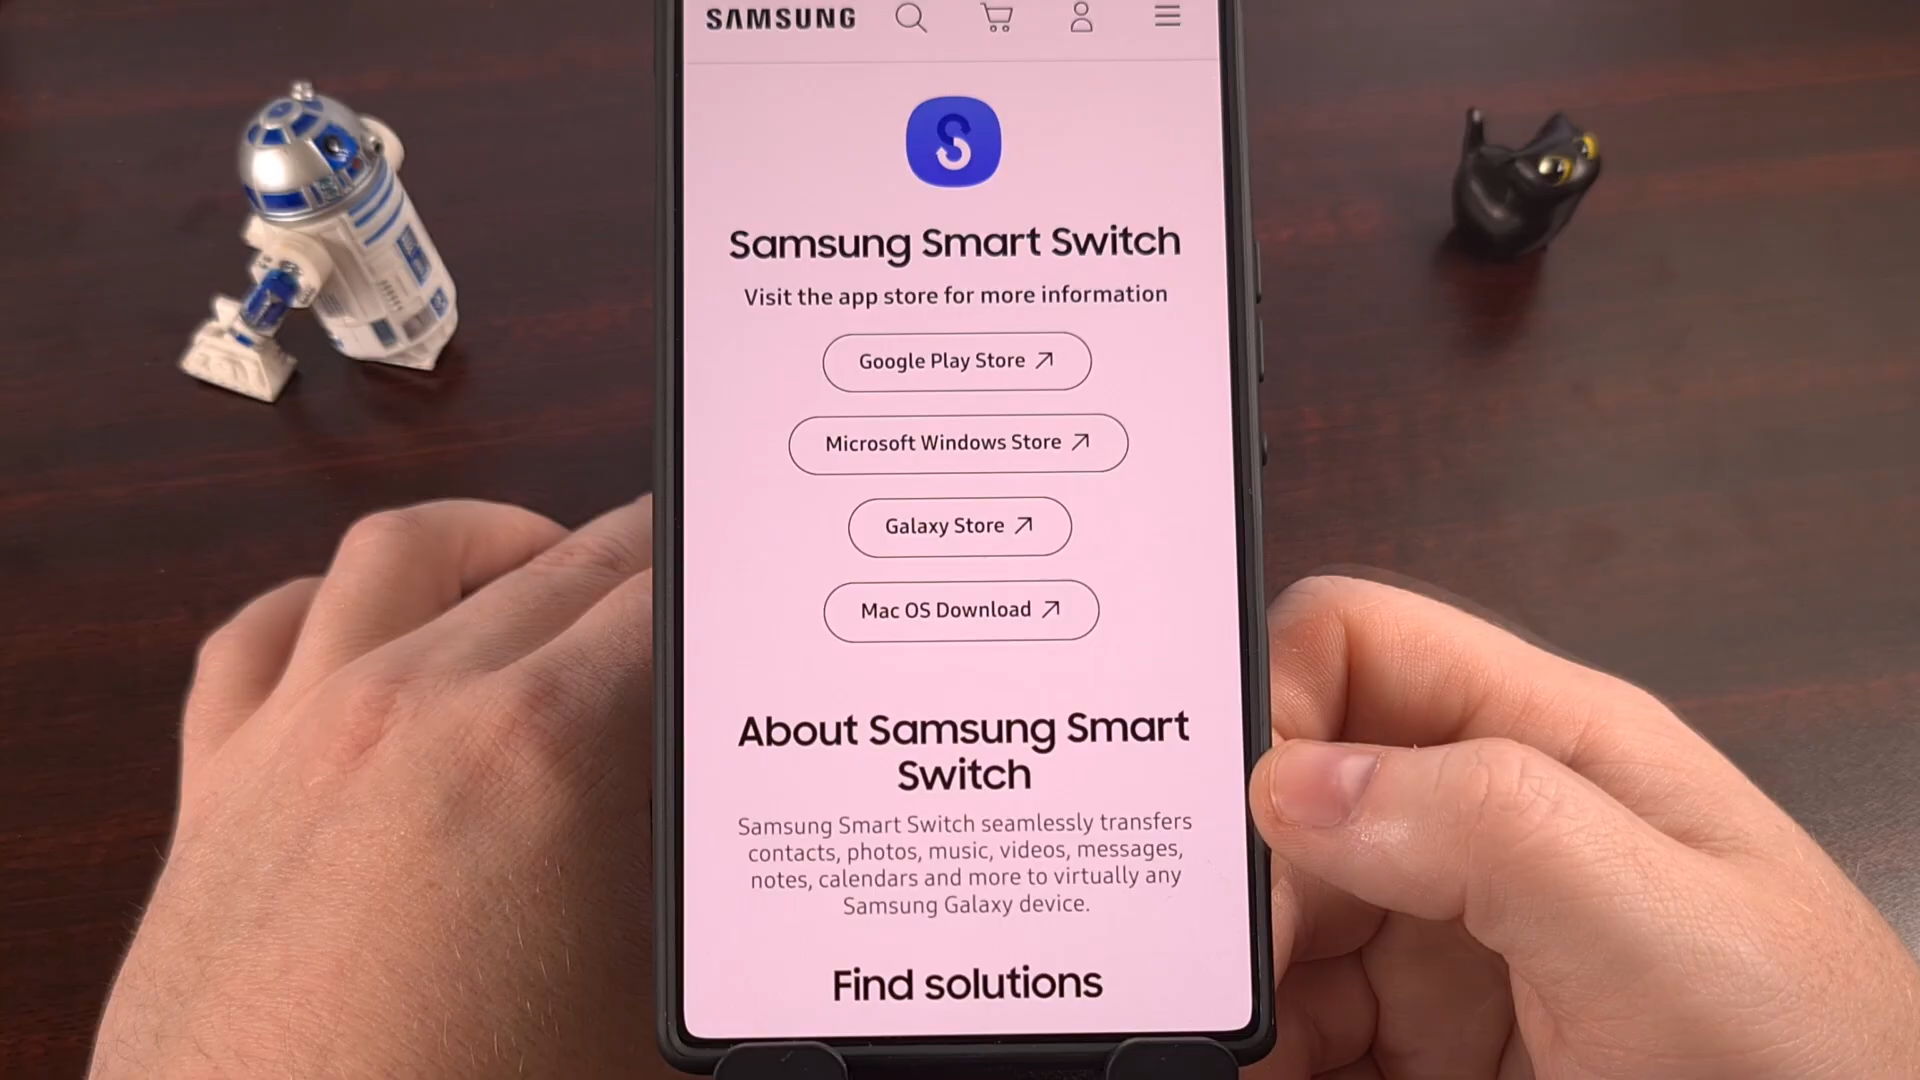 SAMSUNG
S
Samsung Smart Switch
Visit the app store for more information
Google Play Store
Microsoft Windows Store
Galaxy Store
Mac OS Download
About Samsung Smart
Switch
Samsung Smart Switch seamlessly transfers
contacts, photos, music, videos, messages,
notes, calendars and more to virtually any
Samsung Galaxy device.
Find solutions